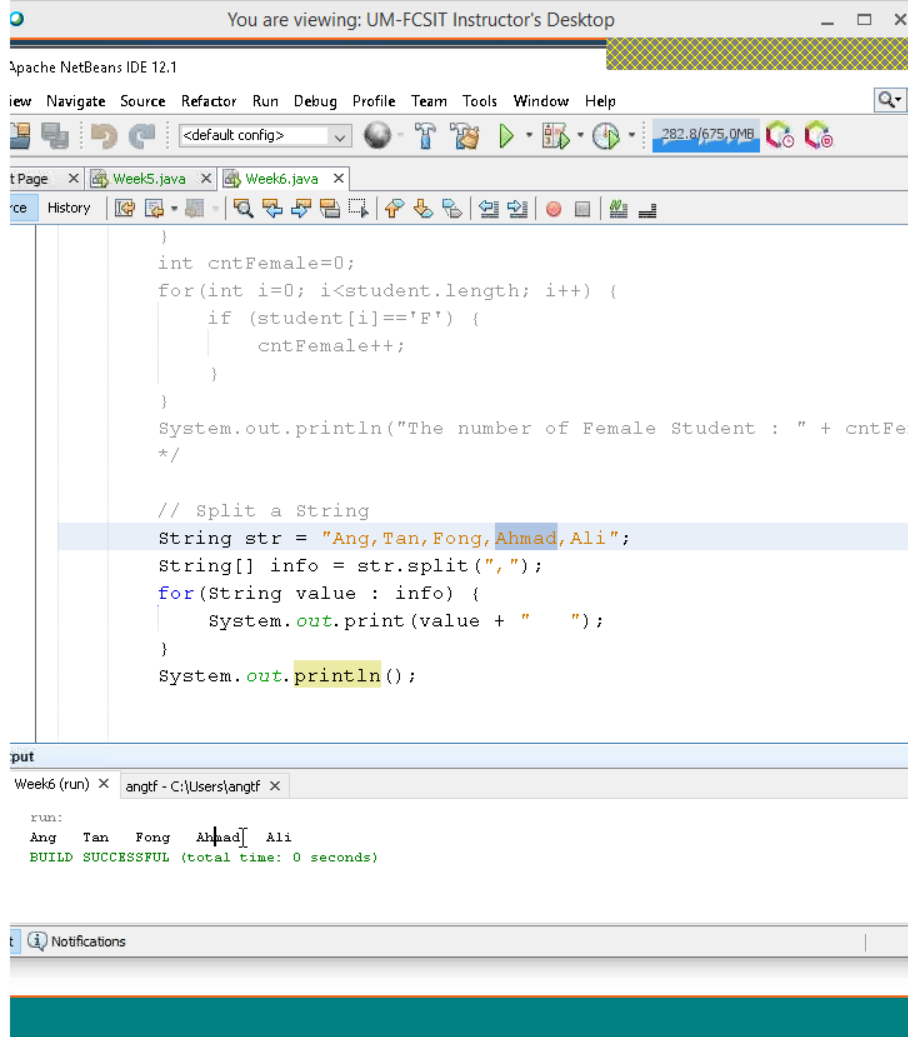 You are viewing: UM-FCSIT Instructor's Desktop
Apache NetBeans IDE 12.1
iew Navigate Source Refactor Run Debug Profile Team Tools Window Help
<default config> 282.8/675,0MB
t Page Week5.java Week6.java
rce History
}
int cntFemale=0;
for(int i=0; i<student.length; i++) {
if (student[i]=='F') {
cntFemale++;
}
}
System.out.println("The number of Female Student : " + cntFe
*/
// Split a String
String str = "Ang,Tan,Fong,Ahmad,Ali";
String[] info = str.split(",");
for(String value : info) {
System.out.print(value + "   ");
}
System.out.println();
put
Week6 (run) angtf - C:\Users\angtf
run:
Ang   Tan   Fong   Ahmad   Ali
BUILD SUCCESSFUL (total time: 0 seconds)
t Notifications